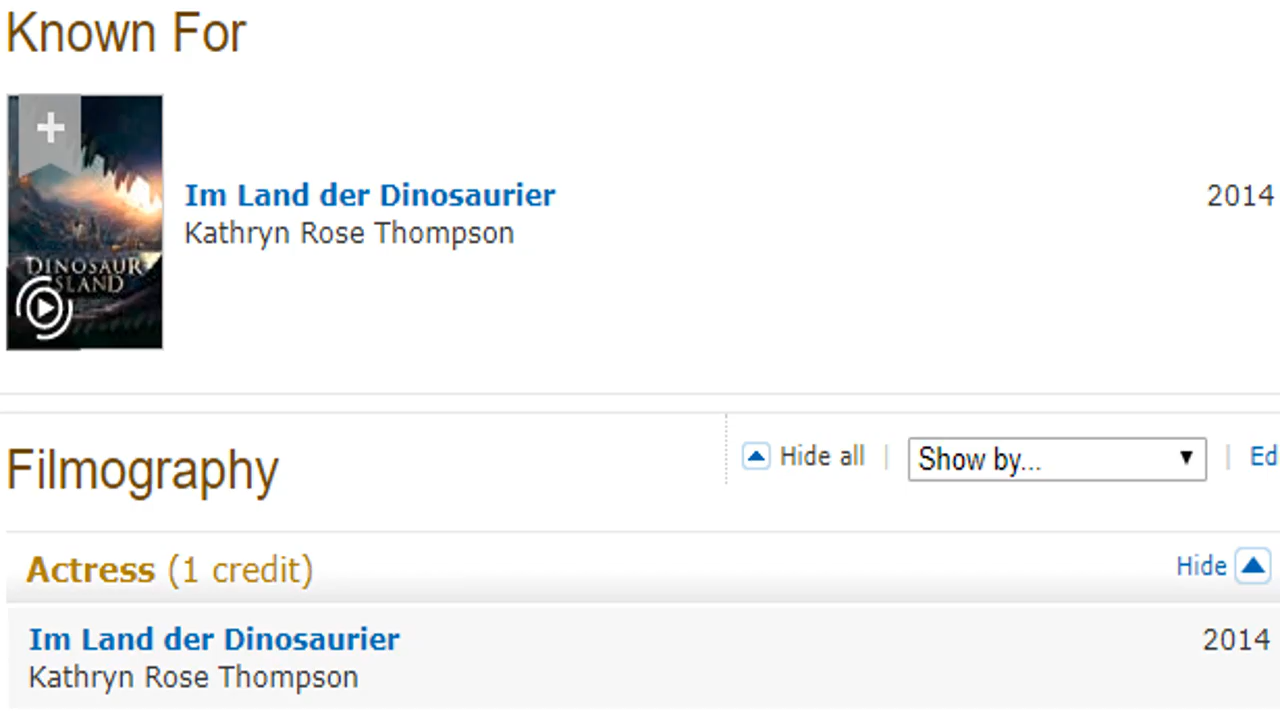 Known For
Im Land der Dinosaurier
2014
Kathryn Rose Thompson
DINOSAUR
ISLAND
Filmography
Hide all | Show by... | Ed
Actress (1 credit)
Hide
Im Land der Dinosaurier
2014
Kathryn Rose Thompson